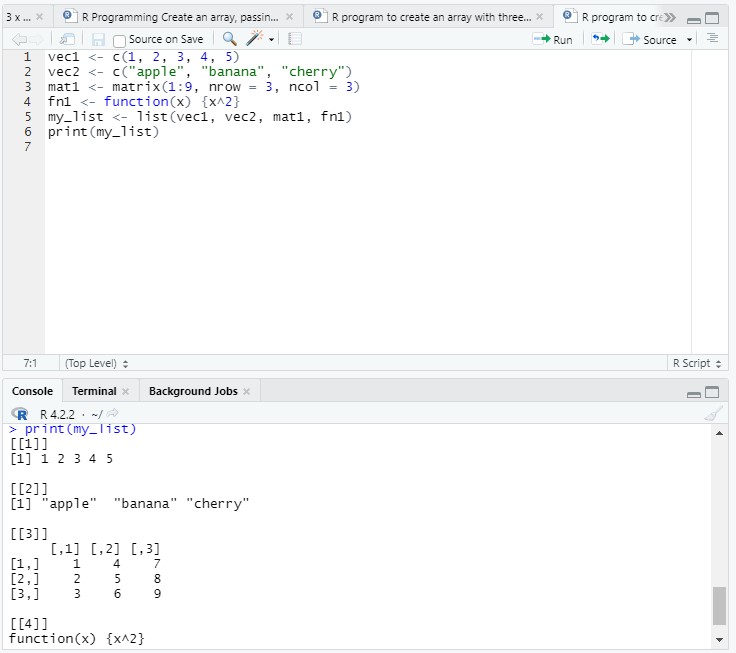 3 x ...
R Programming Create an array, passin...
R program to create an array with three...
R program to cre
Source on Save
Run
Source
1 vec1 <- c(1, 2, 3, 4, 5)
2 vec2 <- c("apple", "banana", "cherry")
3 mat1 <- matrix(1:9, nrow = 3, ncol = 3)
4 fn1 <- function(x) {x^2}
5 my_list <- list(vec1, vec2, mat1, fn1)
6 print(my_list)
7
7:1 (Top Level) R Script
Console Terminal Background Jobs
R 4.2.2 · ~/
> print(my_list)
[[1]]
[1] 1 2 3 4 5
[[2]]
[1] "apple"  "banana" "cherry"
[[3]]
     [,1] [,2] [,3]
[1,]    1    4    7
[2,]    2    5    8
[3,]    3    6    9
[[4]]
function(x) {x^2}